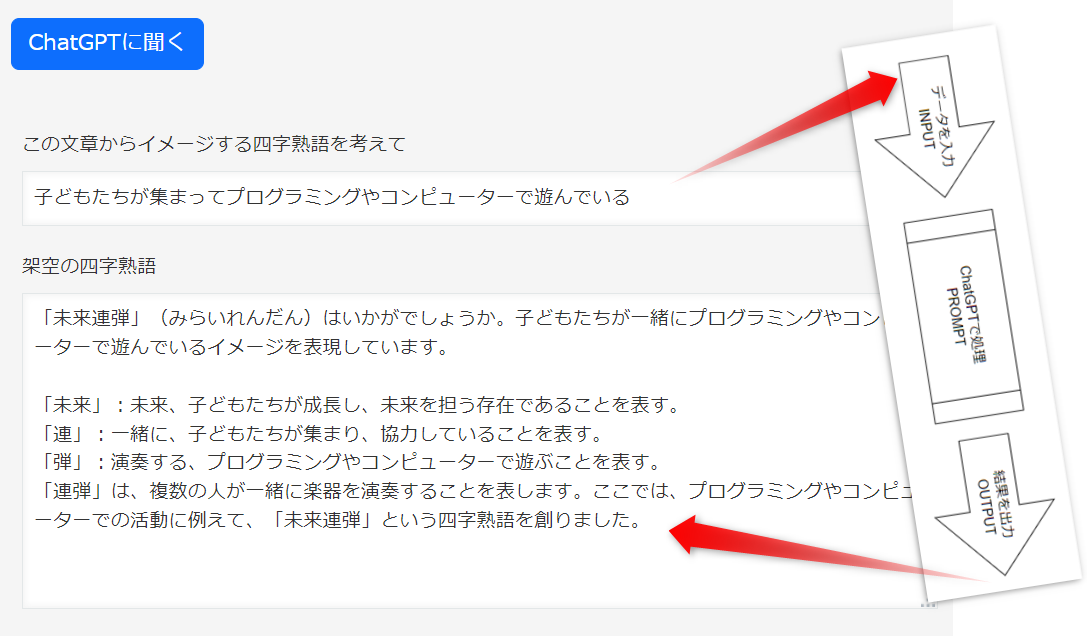 ChatGPTに聞く
この文章からイメージする四字熟語を考えて
子どもたちが集まってプログラミングやコンピューターで遊んでいる
架空の四字熟語
「未来連弾」（みらいれんだん）はいかがでしょうか。子どもたちが一緒にプログラミングやコン
ーターで遊んでいるイメージを表現しています。
「未来」：未来、子どもたちが成長し、未来を担う存在であることを表す。
「連」：一緒に、子どもたちが集まり、協力していることを表す。
「弾」：演奏する、プログラミングやコンピューターで遊ぶことを表す。
「連弾」は、複数の人が一緒に楽器を演奏することを表します。ここでは、プログラミングやコンピュ
ーターでの活動に例えて、「未来連弾」という四字熟語を創りました。
データを入力
INPUT
ChatGPTで処理
PROMPT
結果を出力
OUTPUT